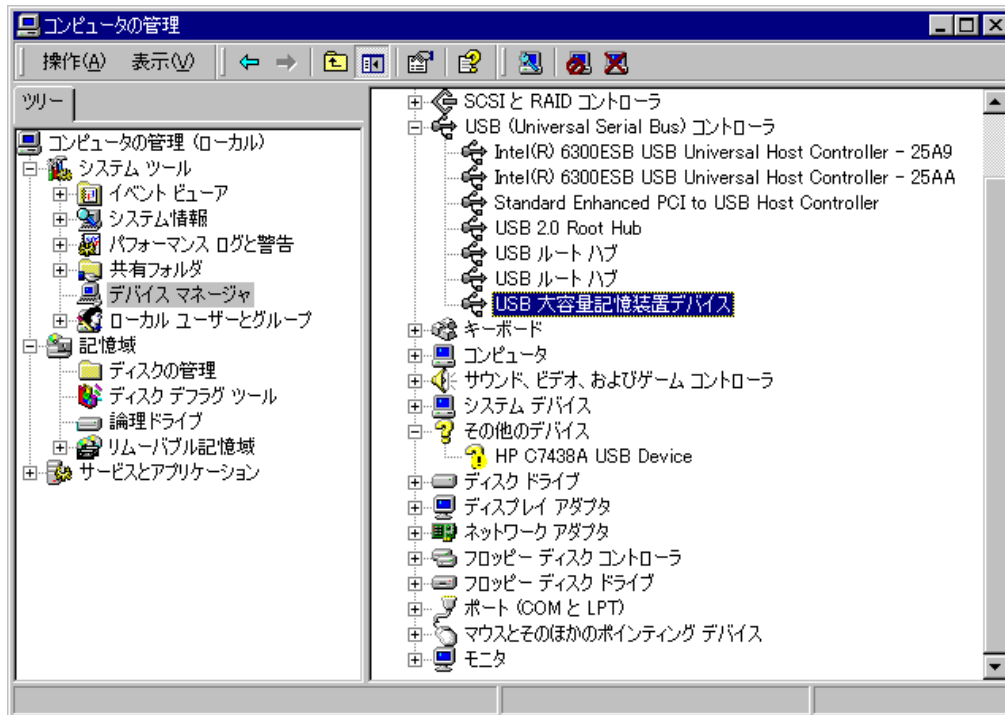 コンピュータの管理
操作(A) 表示(V)
ツリー
コンピュータの管理 (ローカル)
システム ツール
イベント ビューア
システム情報
パフォーマンス ログと警告
共有フォルダ
デバイス マネージャ
ローカル ユーザーとグループ
記憶域
ディスクの管理
ディスク デフラグ ツール
論理ドライブ
リムーバブル記憶域
サービスとアプリケーション
SCSI と RAID コントローラ
USB (Universal Serial Bus) コントローラ
Intel(R) 6300ESB USB Universal Host Controller - 25A9
Intel(R) 6300ESB USB Universal Host Controller - 25AA
Standard Enhanced PCI to USB Host Controller
USB 2.0 Root Hub
USB ルート ハブ
USB ルート ハブ
USB 大容量記憶装置デバイス
キーボード
コンピュータ
サウンド、ビデオ、およびゲーム コントローラ
システム デバイス
その他のデバイス
HP C7438A USB Device
ディスク ドライブ
ディスプレイ アダプタ
ネットワーク アダプタ
フロッピー ディスク コントローラ
フロッピー ディスク ドライブ
ポート (COM と LPT)
マウスとそのほかのポインティング デバイス
モニタ